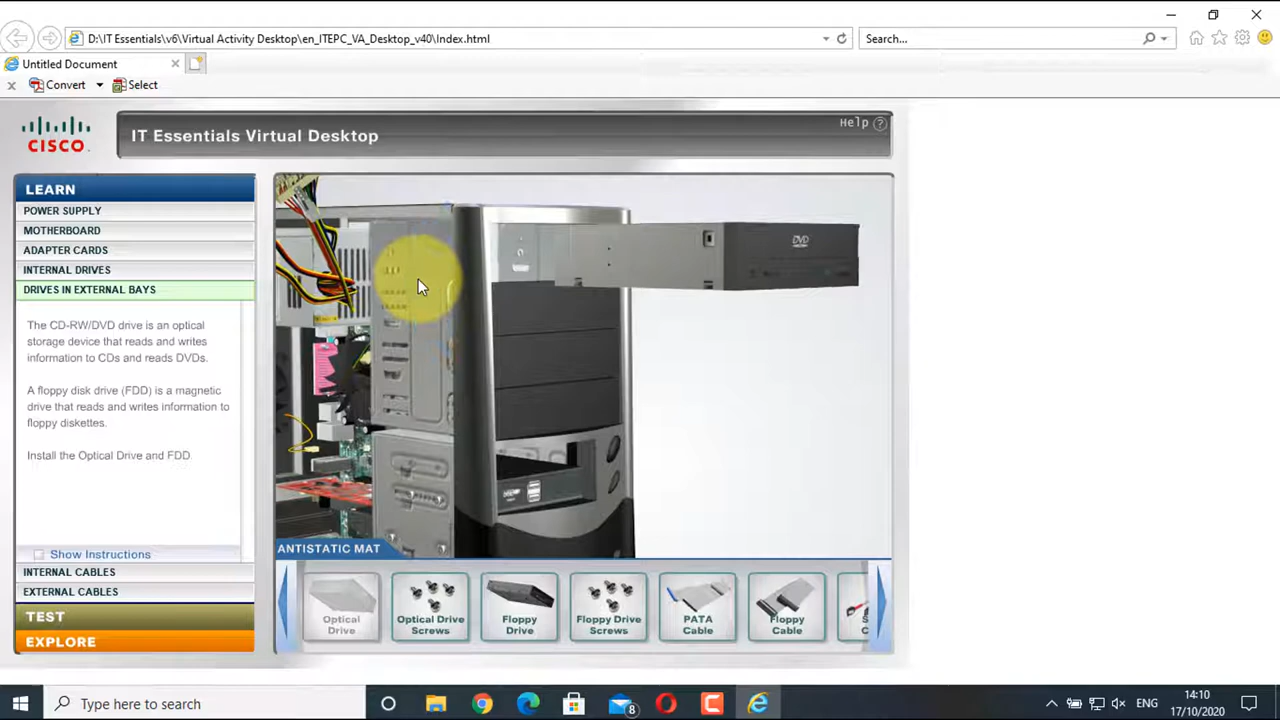 D:\IT Essentials\v6\Virtual Activity Desktop\en_ITEPC_VA_Desktop_v40\Index.html
Search...
Untitled Document
Convert
Select
CISCO
IT Essentials Virtual Desktop
Help ?
LEARN
POWER SUPPLY
MOTHERBOARD
ADAPTER CARDS
INTERNAL DRIVES
DRIVES IN EXTERNAL BAYS
The CD-RW/DVD drive is an optical
storage device that reads and writes
information to CDs and reads DVDs.
A floppy disk drive (FDD) is a magnetic
drive that reads and writes information to
floppy diskettes.
Install the Optical Drive and FDD
Show Instructions
INTERNAL CABLES
EXTERNAL CABLES
TEST
EXPLORE
DVD
ANTISTATIC MAT
Optical
Drive
Optical Drive
Screws
Floppy
Drive
Floppy Drive
Screws
PATA
Cable
Floppy
Cable
Type here to search
8
ENG
14:10
17/10/2020